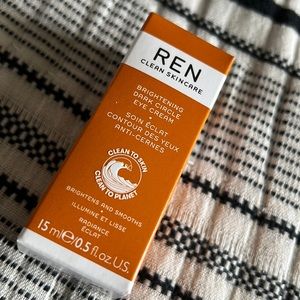 REN
CLEAN SKINCARE
BRIGHTENING
DARK CIRCLE
EYE CREAM
+
SOIN ÉCLAT
CONTOUR DES YEUX
ANTI-CERNES
CLEAN TO SKIN
CLEAN TO PLANET
BRIGHTENS AND SMOOTHS
+
ILLUMINE ET LISSE
+
RADIANCE
ÉCLAT
15 ml ℮/0.5 fl.oz U.S.